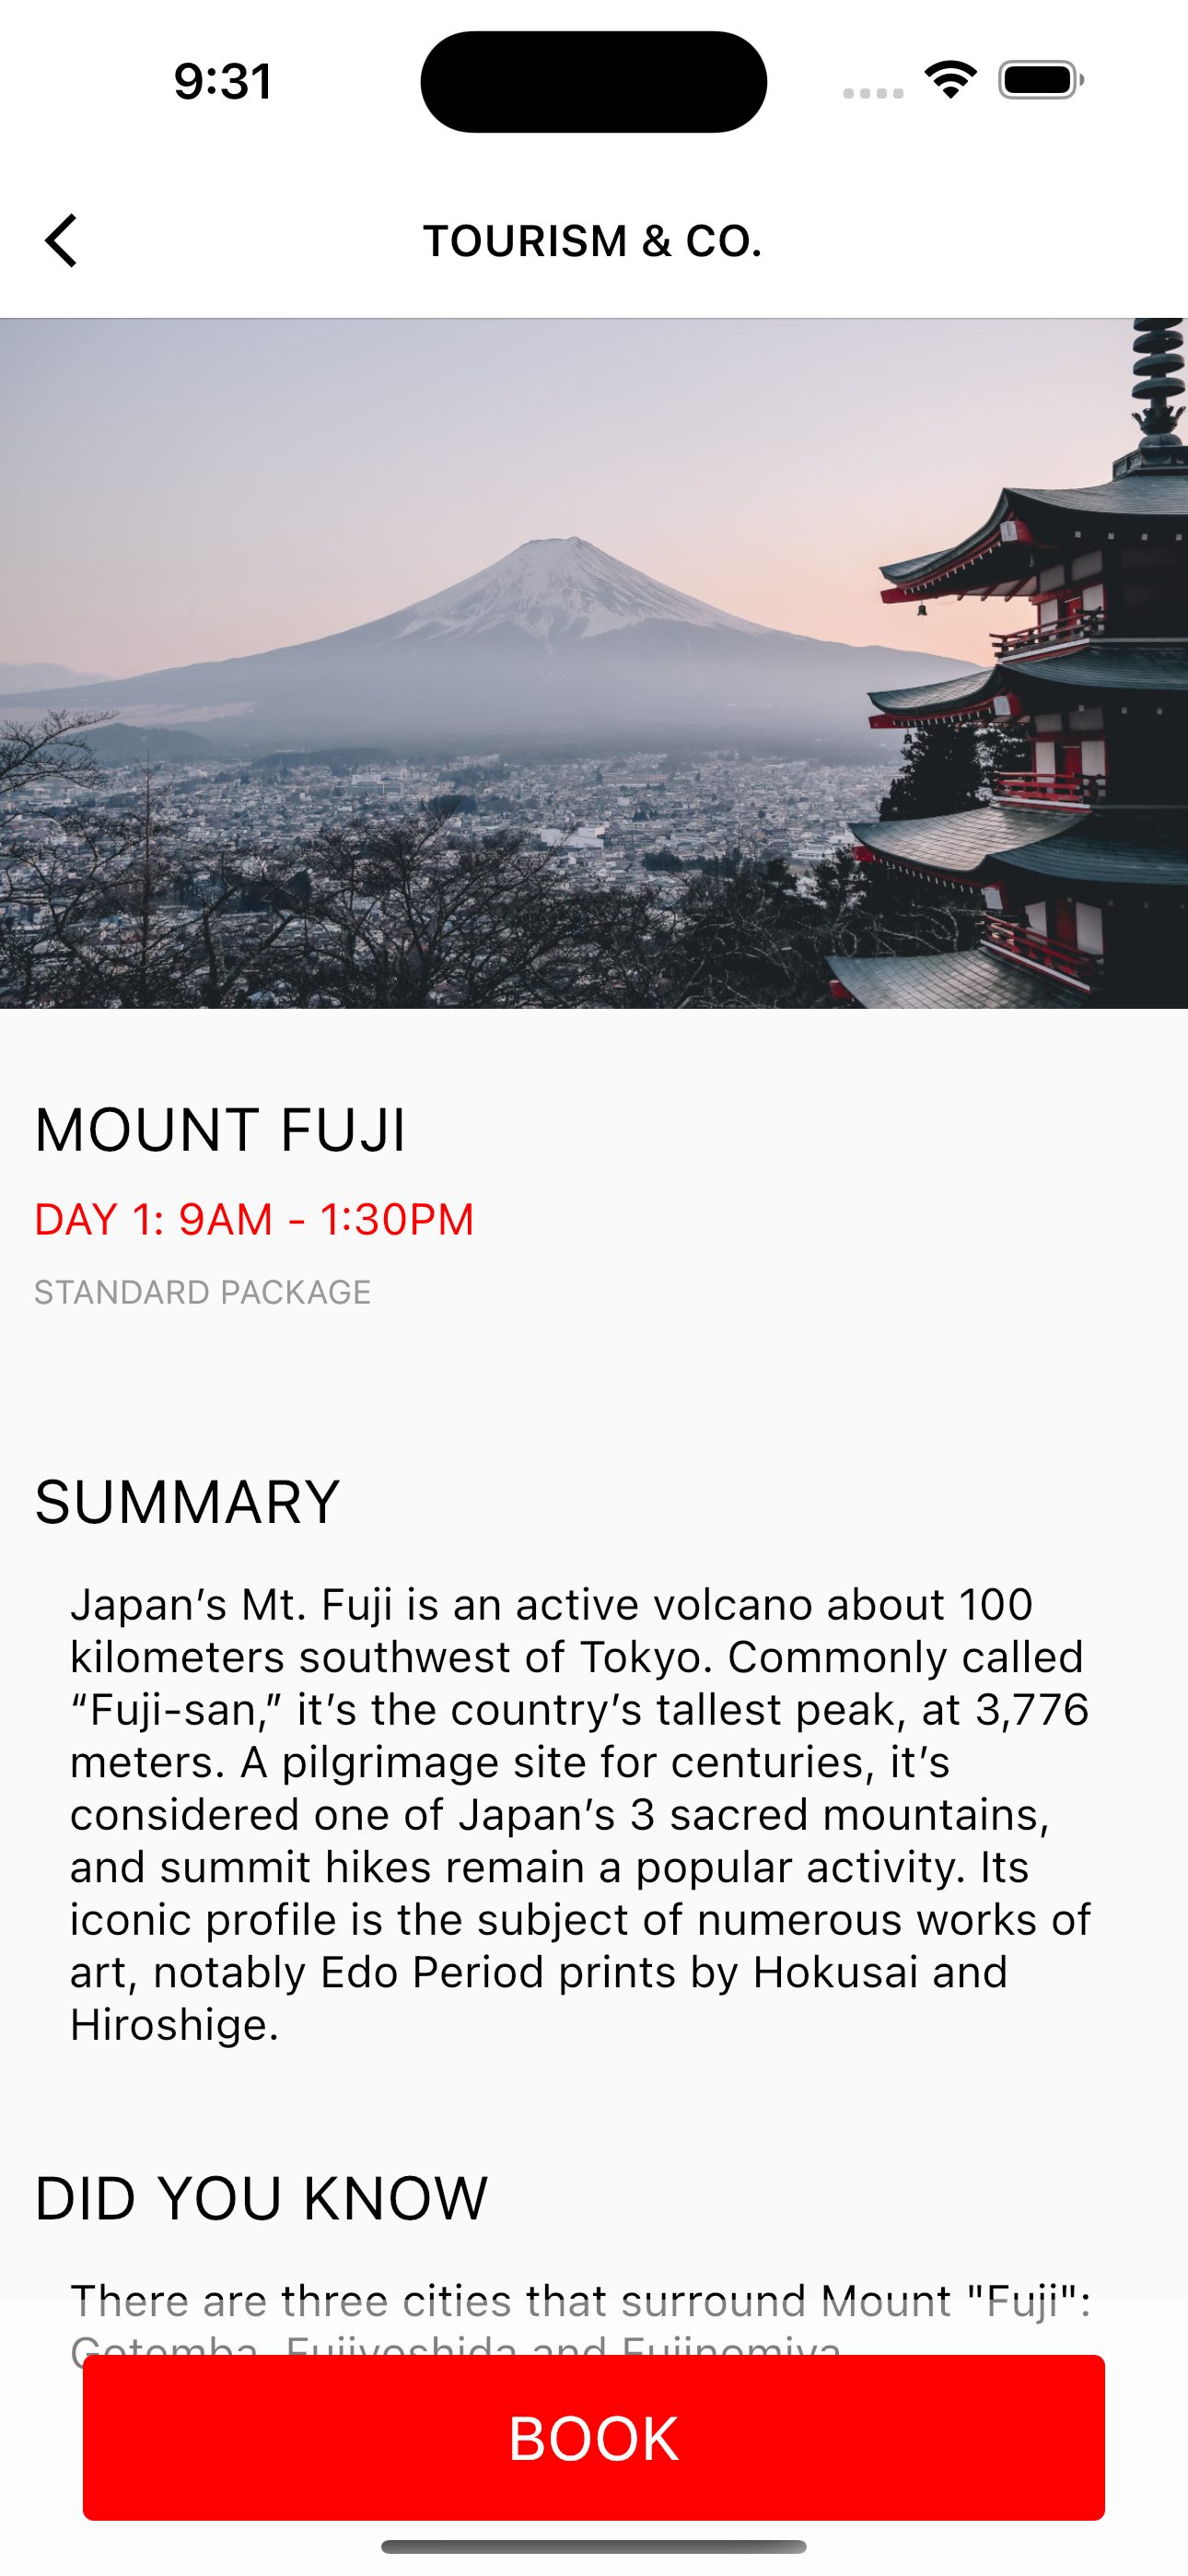 9:31
TOURISM & CO.
MOUNT FUJI
DAY 1: 9AM - 1:30PM
STANDARD PACKAGE
SUMMARY
Japan’s Mt. Fuji is an active volcano about 100
kilometers southwest of Tokyo. Commonly called
“Fuji-san,” it’s the country’s tallest peak, at 3,776
meters. A pilgrimage site for centuries, it’s
considered one of Japan’s 3 sacred mountains,
and summit hikes remain a popular activity. Its
iconic profile is the subject of numerous works of
art, notably Edo Period prints by Hokusai and
Hiroshige.
DID YOU KNOW
There are three cities that surround Mount "Fuji":
Gotemba, Fujiyoshida and Fujinomiya
BOOK